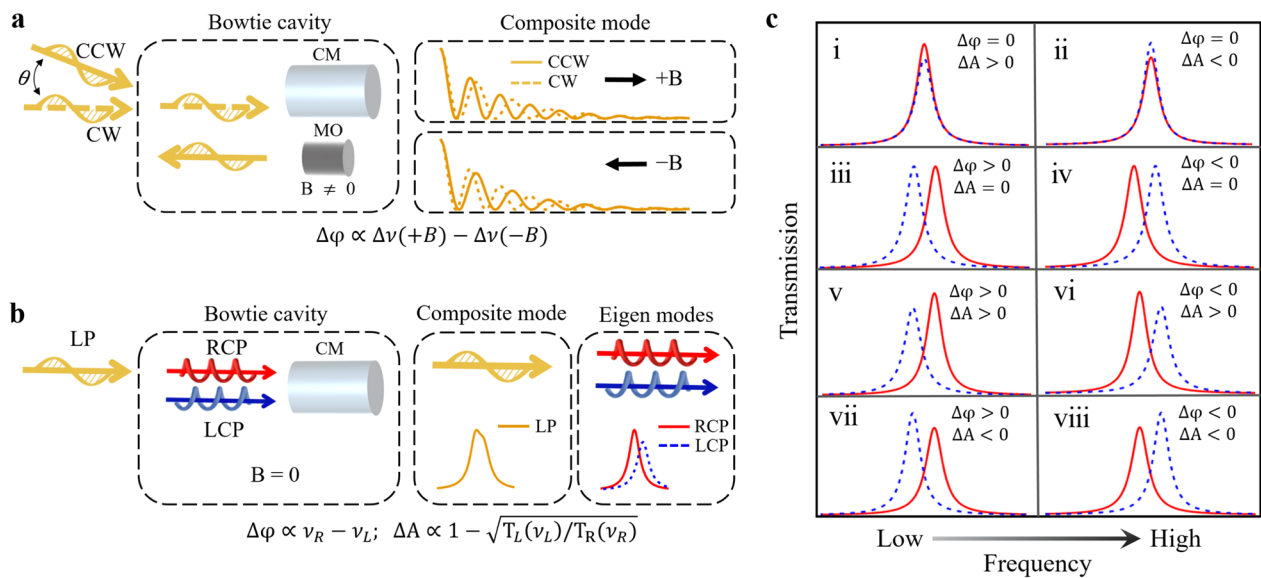 a
Bowtie cavity
Composite mode
CCW
θ
CW
CM
MO
B ≠ 0
CCW
CW
+B
−B
Δφ ∝ Δν(+B) − Δν(−B)
b
Bowtie cavity
Composite mode
Eigen modes
LP
RCP
LCP
CM
B = 0
LP
RCP
LCP
Δφ ∝ ν_R − ν_L; ΔA ∝ 1 − √T_L(ν_L)/T_R(ν_R)
c
Transmission
i
Δφ = 0
ΔA > 0
ii
Δφ = 0
ΔA < 0
iii
Δφ > 0
ΔA = 0
iv
Δφ < 0
ΔA = 0
v
Δφ > 0
ΔA > 0
vi
Δφ < 0
ΔA > 0
vii
Δφ > 0
ΔA < 0
viii
Δφ < 0
ΔA < 0
Low
High
Frequency